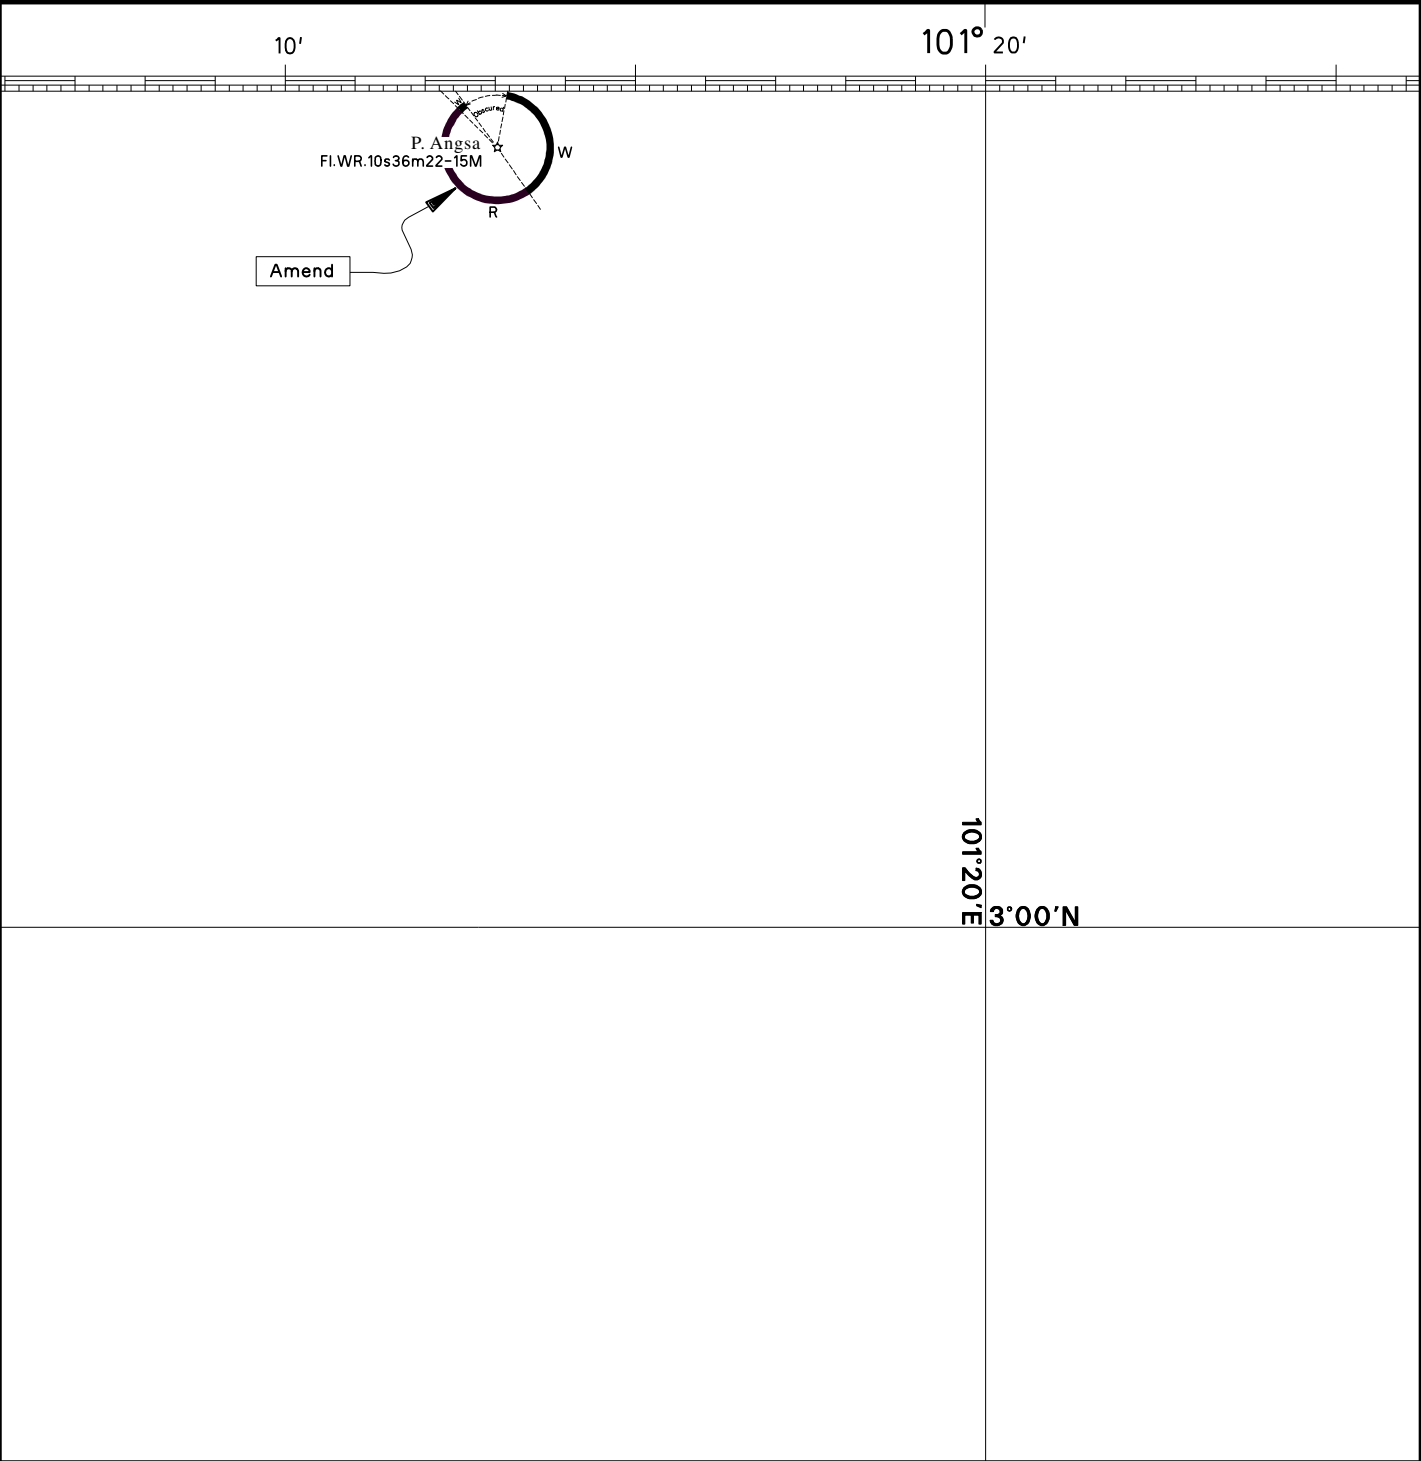 10'
101° 20'
W
Obscured
P. Angsa
W
Fl.WR.10s36m22-15M
R
Amend
101°20'E
3°00'N